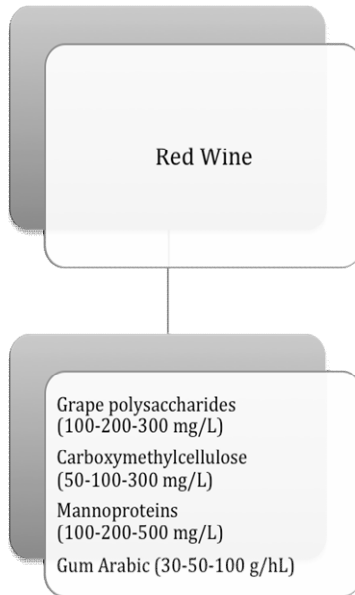 Red Wine
Grape polysaccharides
(100-200-300 mg/L)
Carboxymethylcellulose
(50-100-300 mg/L)
Mannoproteins
(100-200-500 mg/L)
Gum Arabic (30-50-100 g/hL)